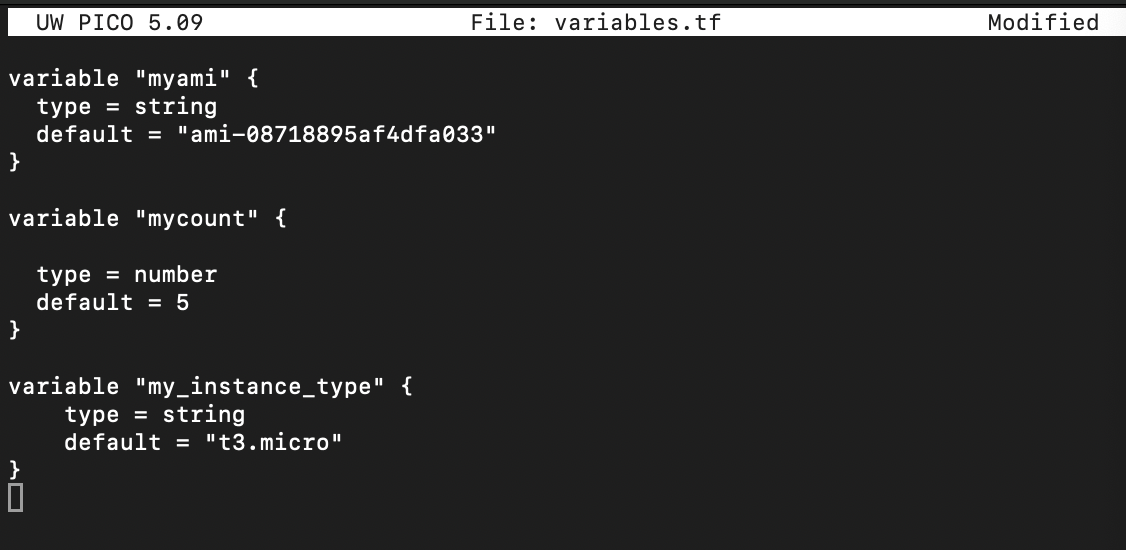 UW PICO 5.09 File: variables.tf Modified
variable "myami" {
  type = string
  default = "ami-08718895af4dfa033"
}
variable "mycount" {
  type = number
  default = 5
}
variable "my_instance_type" {
    type = string
    default = "t3.micro"
}